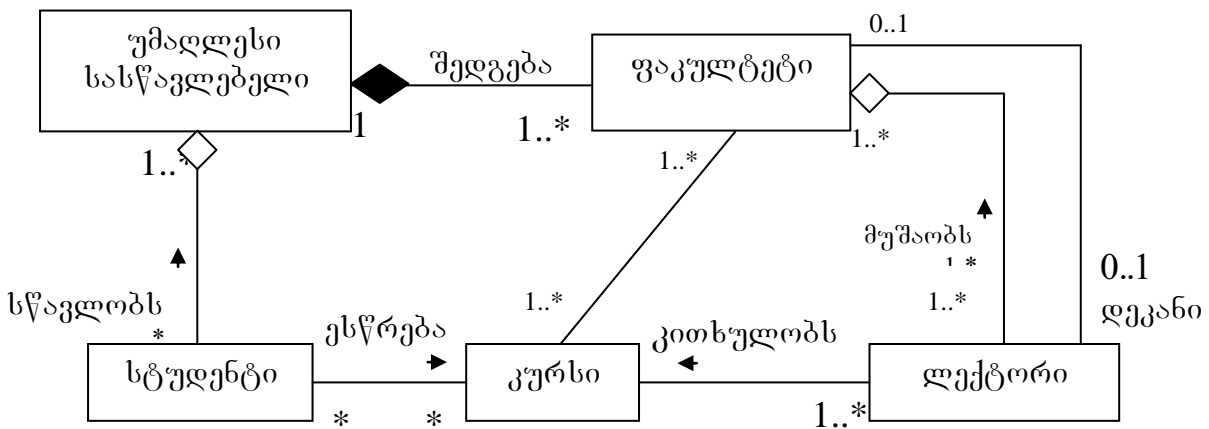 უმაღლესი
სასწავლებელი
შედგება
ფაკულტეტი
0..1
1
1..*
1..*
1..*
1..*
მუშაობს
1..*
0..1
დეკანი
სწავლობს
*
1..*
1..*
ესწრება
კითხულობს
სტუდენტი
კურსი
ლექტორი
*
*
1..*